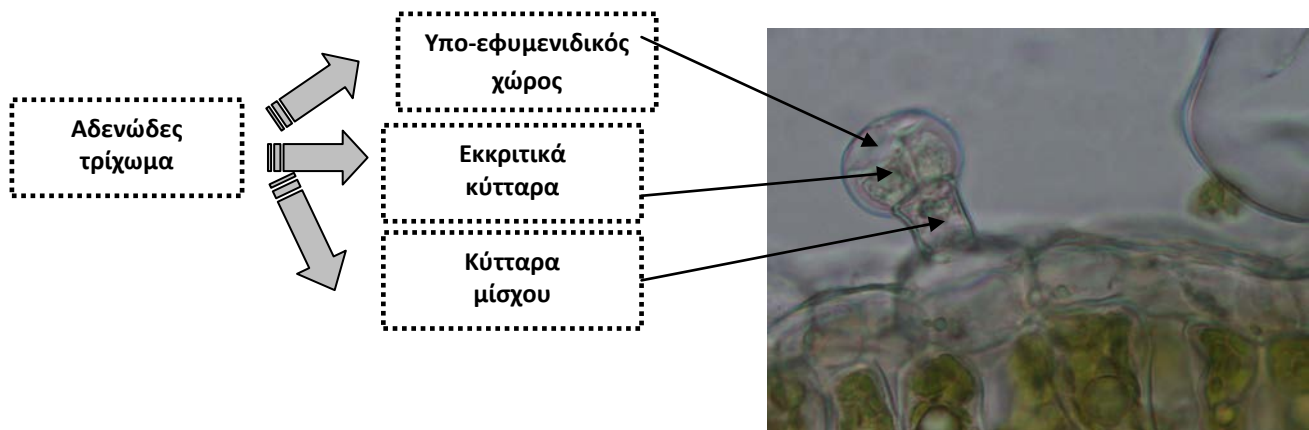 Υπο-εφυμενιδικός
χώρος
Αδενώδες
τρίχωμα
Εκκριτικά
κύτταρα
Κύτταρα
μίσχου